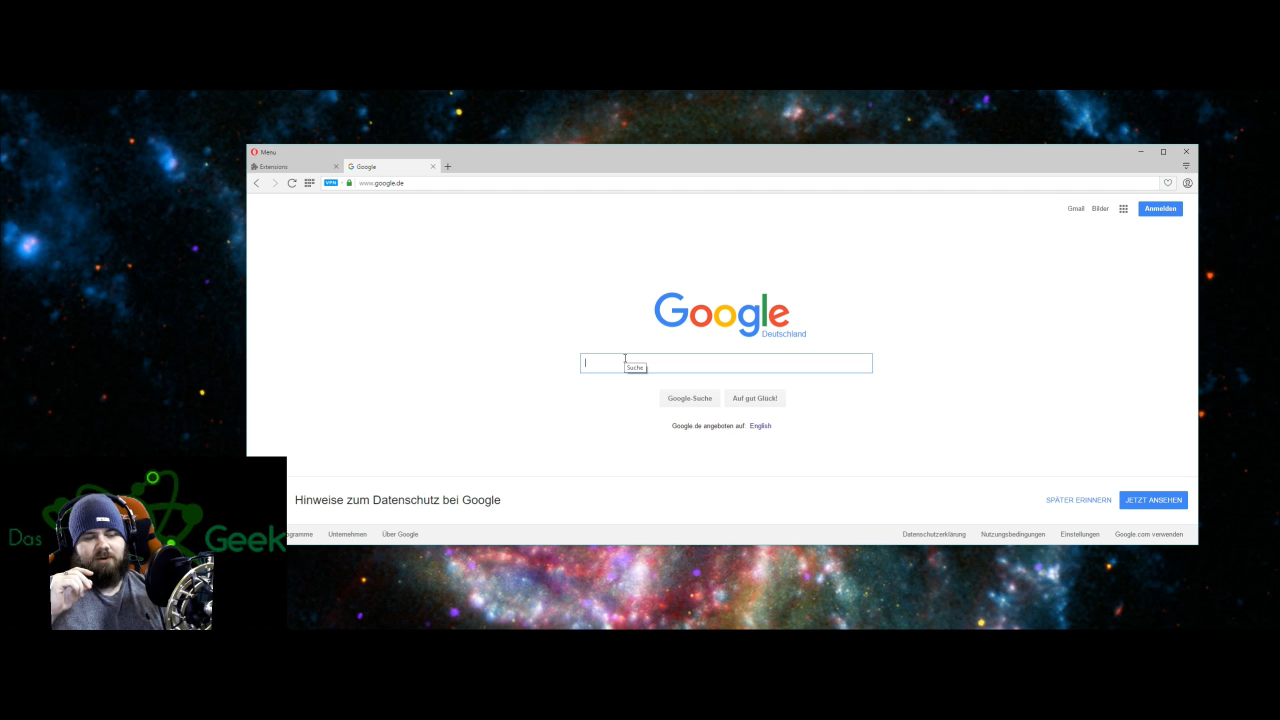 Menu
Extensions
Google
VPN
www.google.de
Gmail
Bilder
Anmelden
Google
Deutschland
Suche
Google-Suche
Auf gut Glück!
Google.de angeboten auf: English
Hinweise zum Datenschutz bei Google
SPÄTER ERINNERN
JETZT ANSEHEN
ogramme
Unternehmen
Über Google
Datenschutzerklärung
Nutzungsbedingungen
Einstellungen
Google.com verwenden
Das
Geek